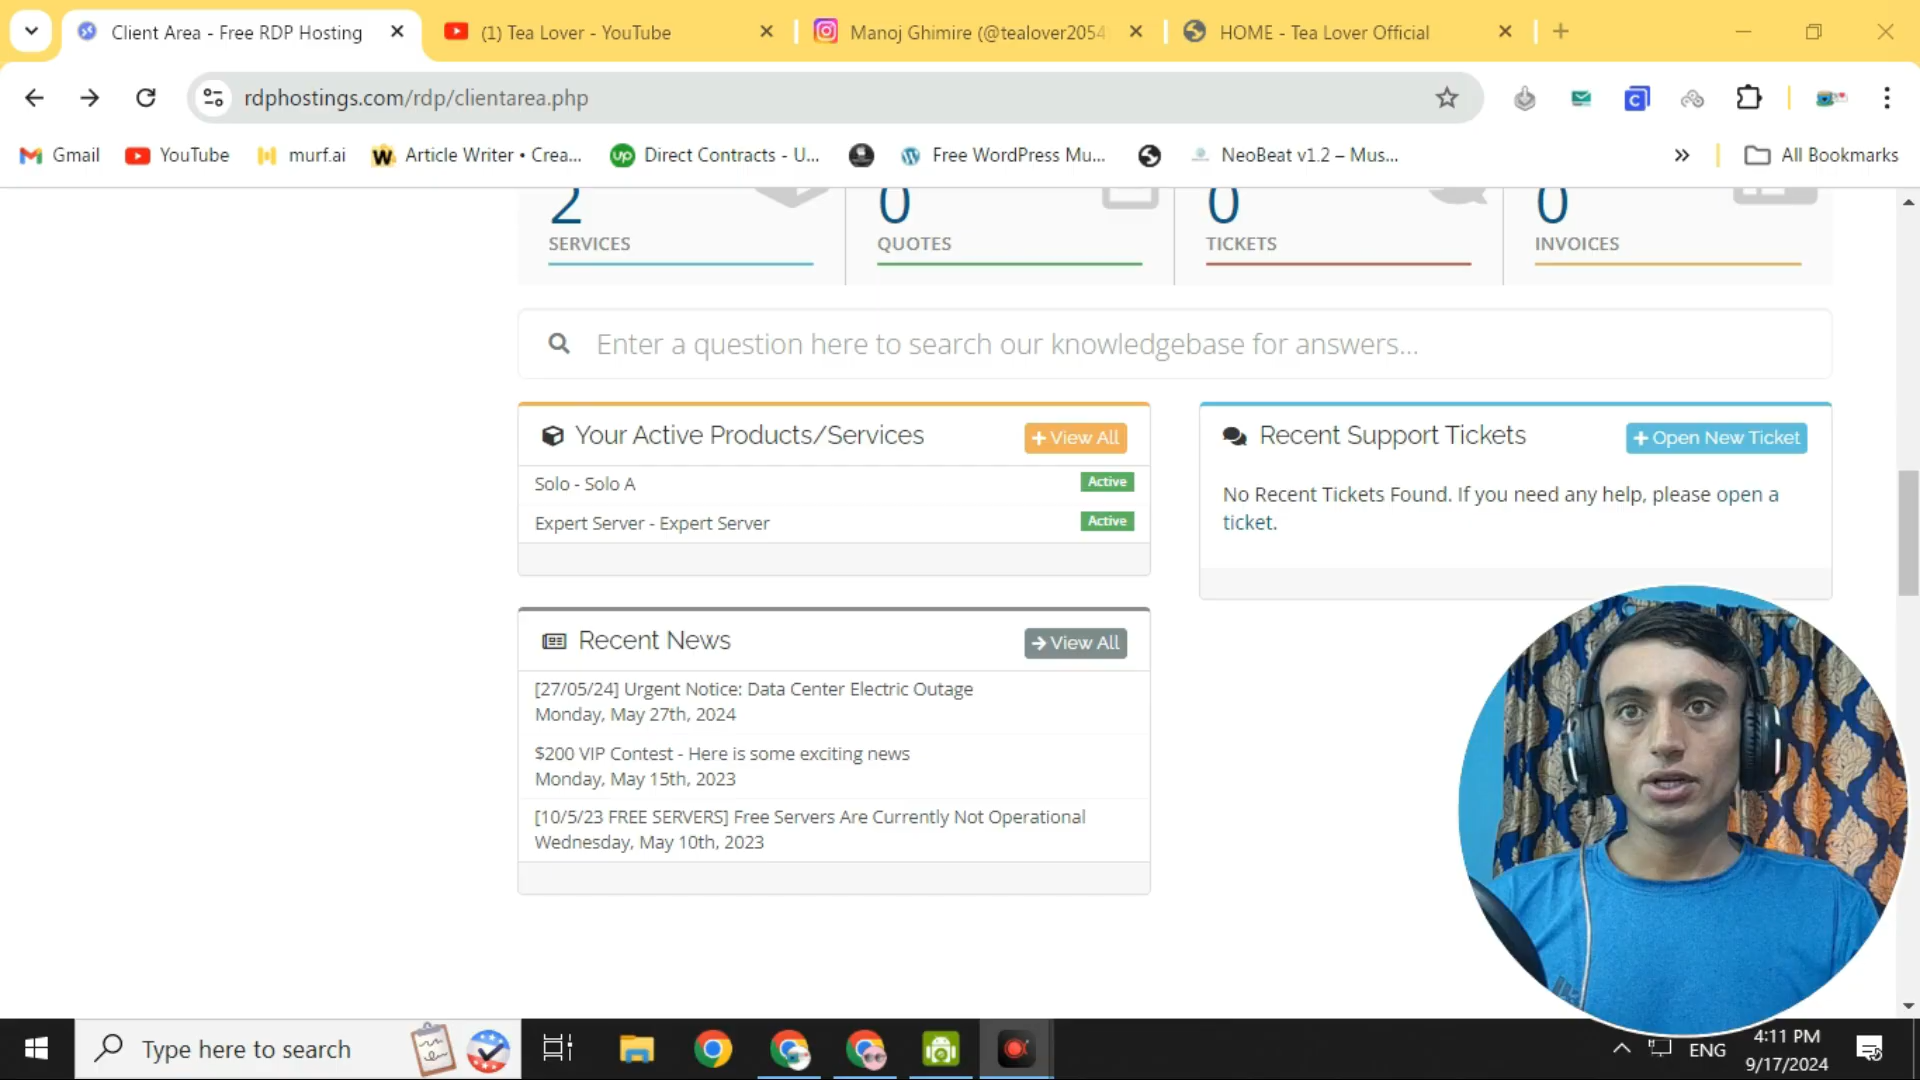 Client Area - Free RDP Hosting
(1) Tea Lover - YouTube
Manoj Ghimire (@tealover2054
HOME - Tea Lover Official
rdphostings.com/rdp/clientarea.php
Gmail
YouTube
murf.ai
Article Writer • Crea...
Direct Contracts - U...
Free WordPress Mu...
NeoBeat v1.2 – Mus...
All Bookmarks
2
SERVICES
0
QUOTES
0
TICKETS
0
INVOICES
Enter a question here to search our knowledgebase for answers...
Your Active Products/Services
+ View All
Solo - Solo A
Active
Expert Server - Expert Server
Active
Recent Support Tickets
+ Open New Ticket
No Recent Tickets Found. If you need any help, please open a
ticket.
Recent News
View All
[27/05/24] Urgent Notice: Data Center Electric Outage
Monday, May 27th, 2024
$200 VIP Contest - Here is some exciting news
Monday, May 15th, 2023
[10/5/23 FREE SERVERS] Free Servers Are Currently Not Operational
Wednesday, May 10th, 2023
Type here to search
ENG
4:11 PM
9/17/2024